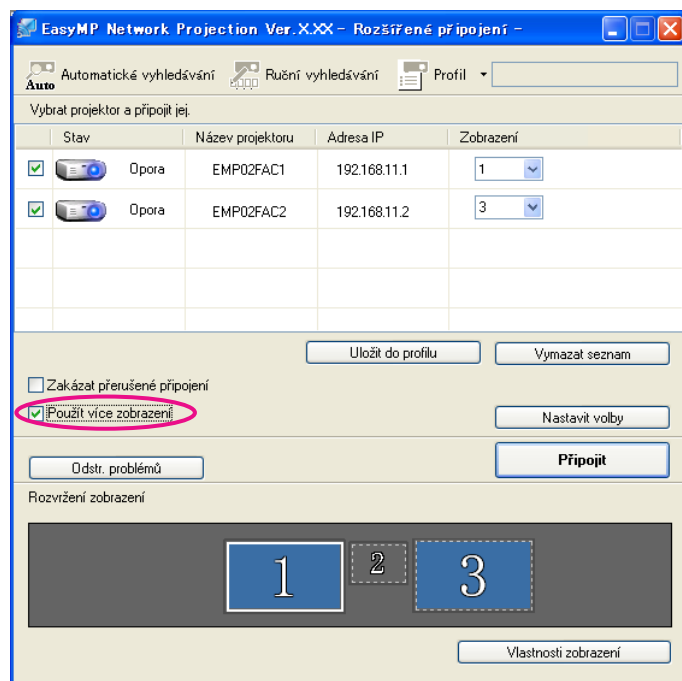 EasyMP Network Projection Ver.X.XX – Rozšířené připojení –
Auto Automatické vyhledávání Ruční vyhledávání Profil
Vybrat projektor a připojit jej.
Stav Název projektoru Adresa IP Zobrazení
Opora EMP02FAC1 192.168.11.1 1
Opora EMP02FAC2 192.168.11.2 3
Uložit do profilu Vymazat seznam
Zakázat přerušené připojení
Použít více zobrazení Nastavit volby
Odstr. problémů Připojit
Rozvržení zobrazení
1 2 3
Vlastnosti zobrazení